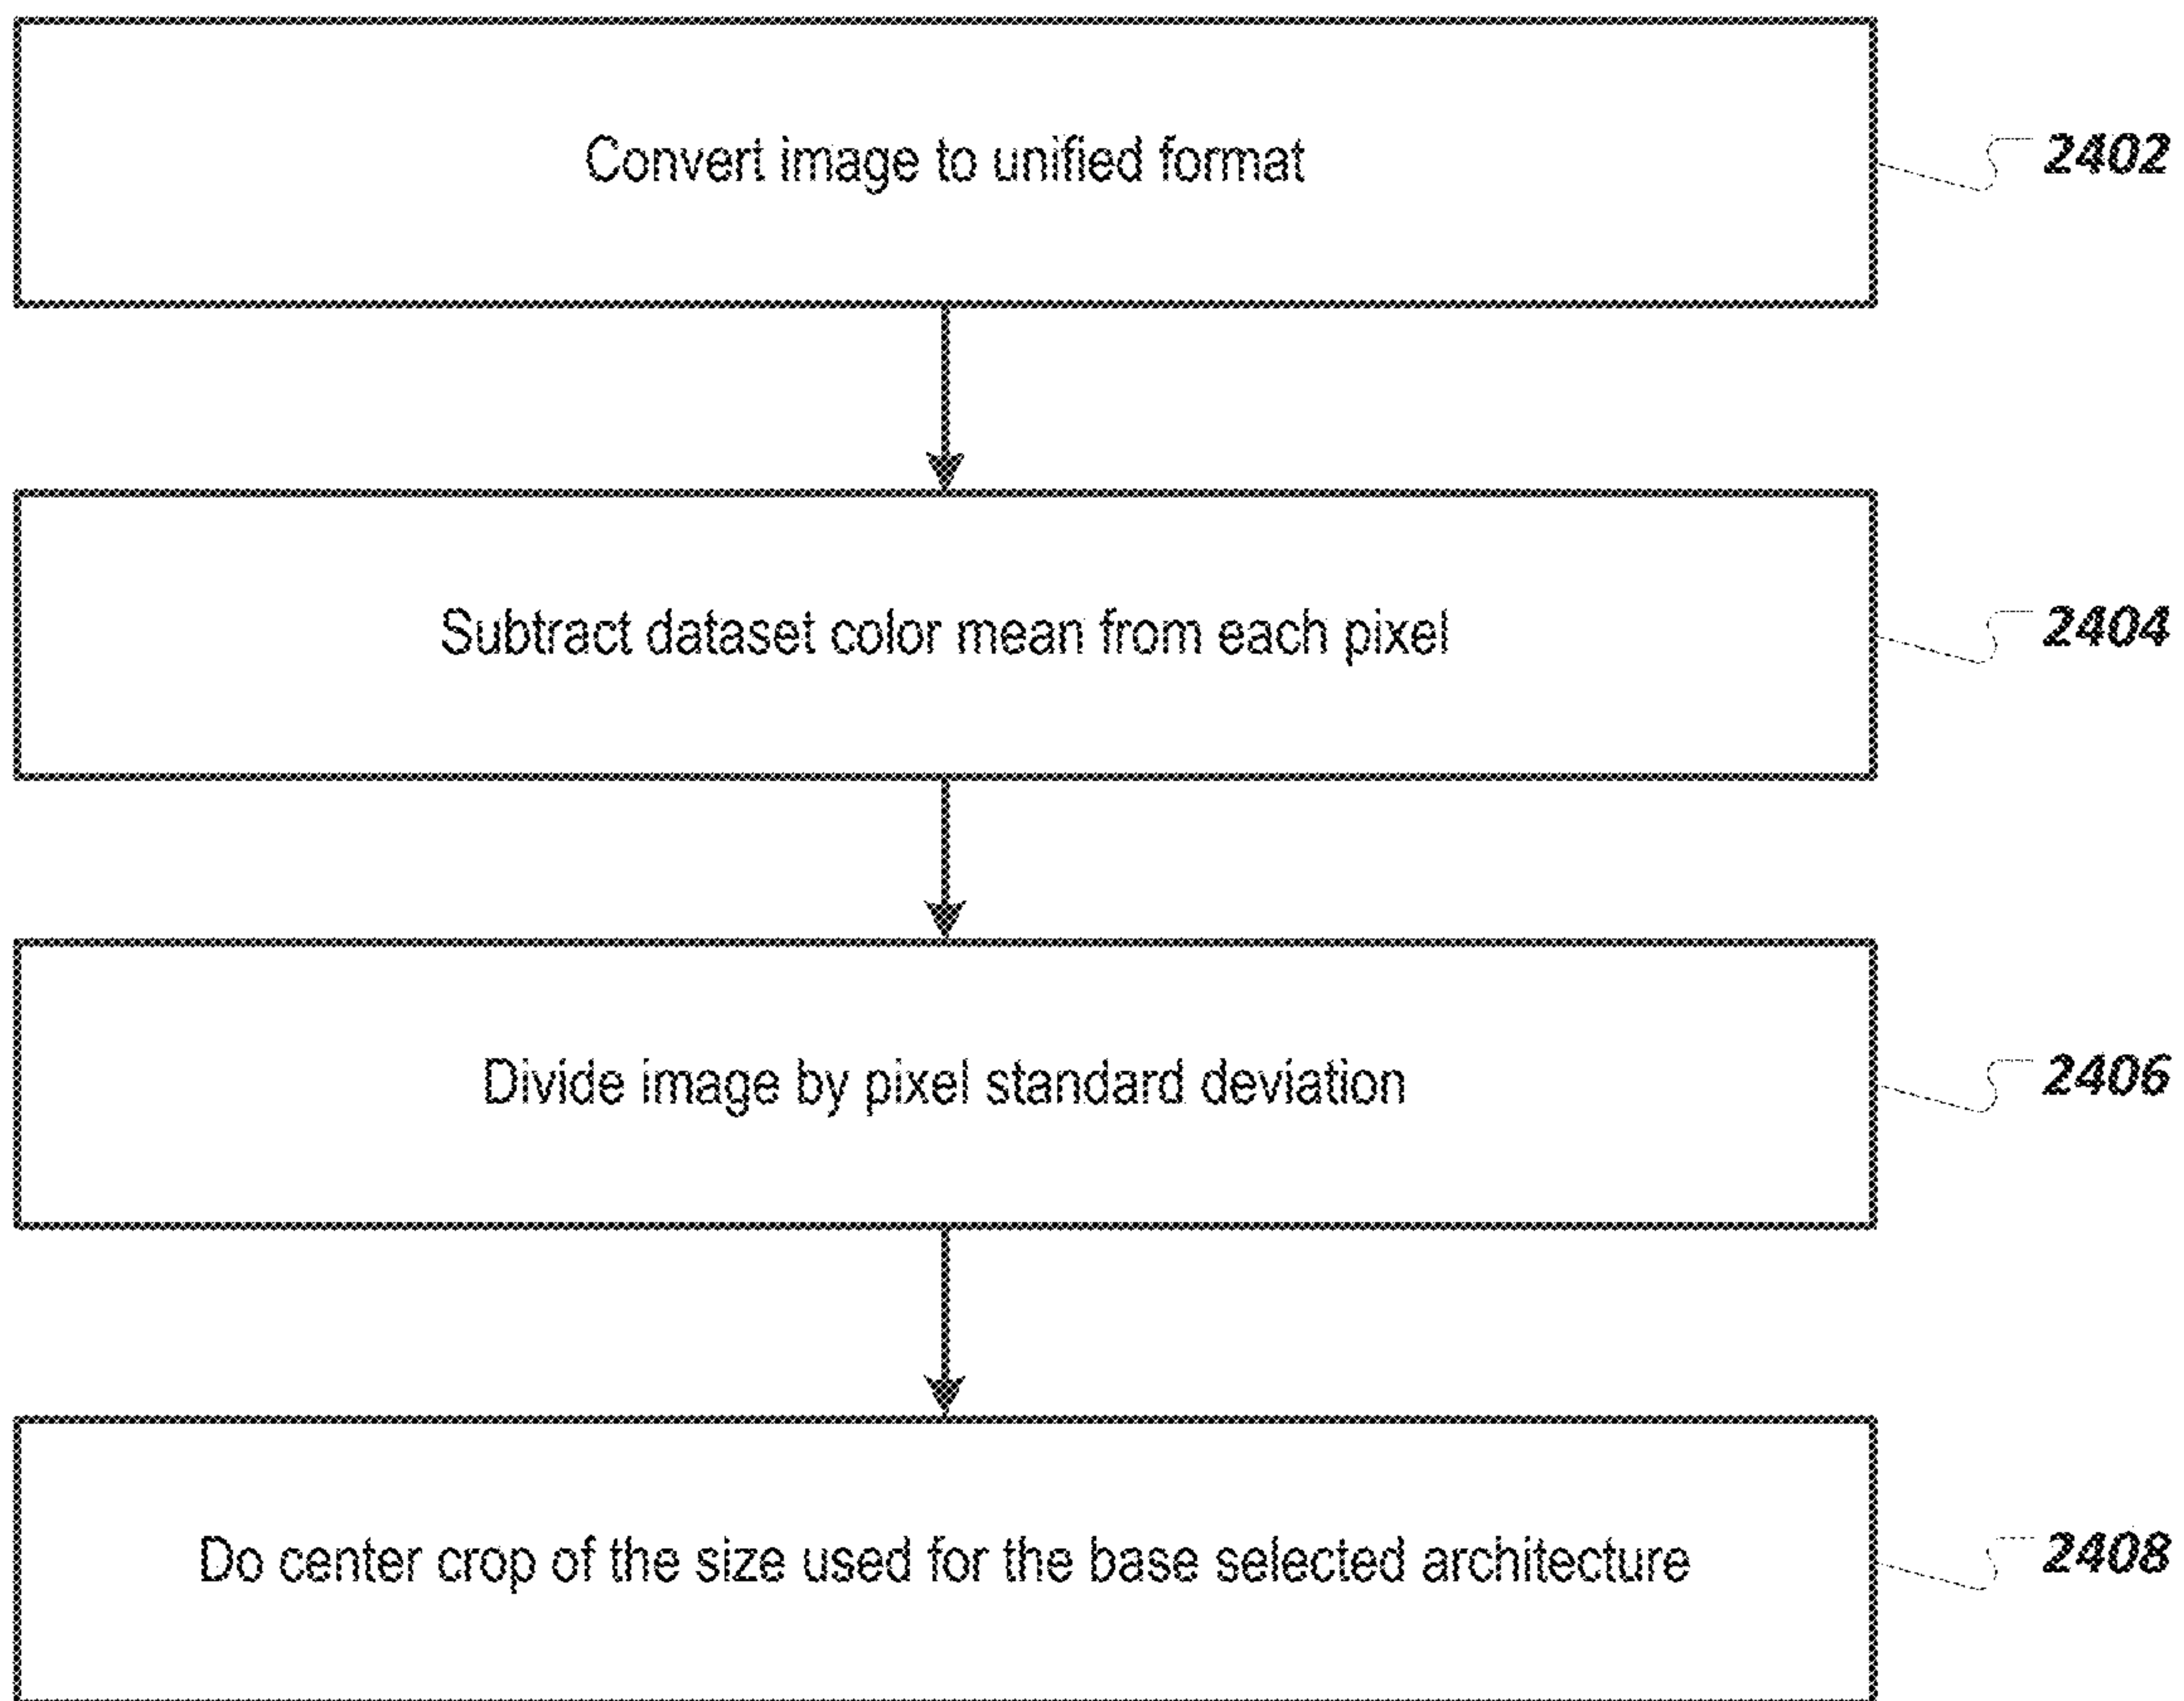 Convert image to unified format
2402
Subtract dataset color mean from each pixel
2404
Divide image by pixel standard deviation
2406
Do center crop of the size used for the base selected architecture
2408